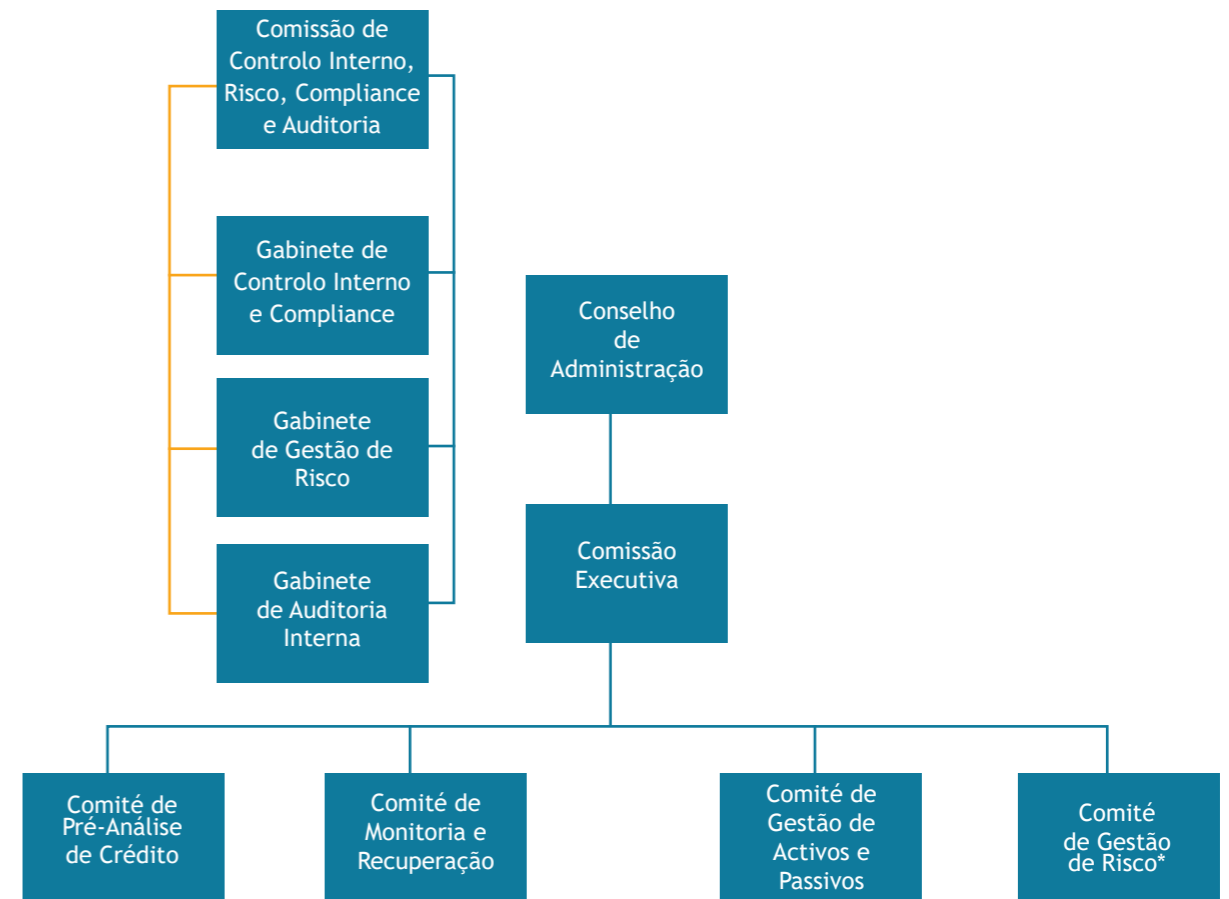 Comissão de
Controlo Interno,
Risco, Compliance
e Auditoria
Gabinete de
Controlo Interno
e Compliance
Gabinete
de Gestão de
Risco
Gabinete
de Auditoria
Interna
Conselho
de
Administração
Comissão
Executiva
Comité de
Pré-Análise
de Crédito
Comité de
Monitoria e
Recuperação
Comité de
Gestão de
Activos e
Passivos
Comité
de Gestão
de Risco*